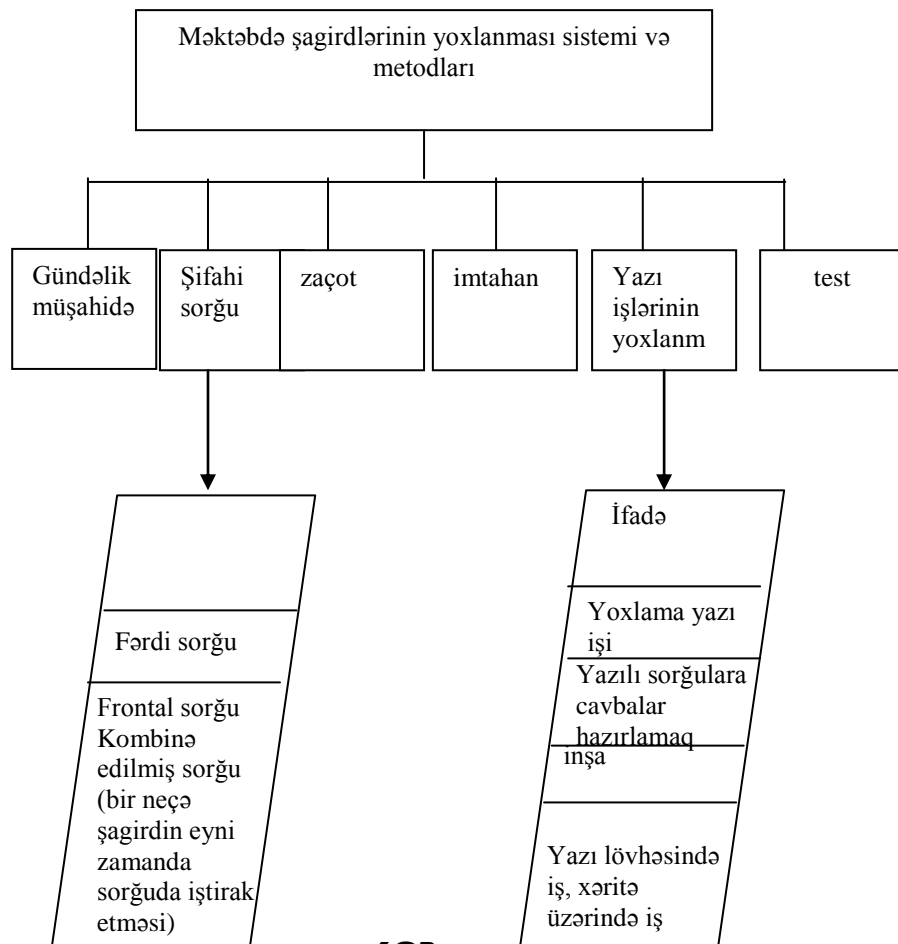 Məktəbdə şagirdlərinin yoxlanması sistemi və
metodları
Gündəlik
müşahidə
Şifahi
sorğu
zaçot
imtahan
Yazı
işlərinin
yoxlanm
test
Fərdi sorğu
Frontal sorğu
Kombinə
edilmiş sorğu
(bir neçə
şagirdin eyni
zamanda
sorğuda iştirak
etməsi)
İfadə
Yoxlama yazı
işi
Yazılı sorğulara
cavbalar
hazırlamaq
inşa
Yazı lövhəsində
iş, xəritə
üzərində iş